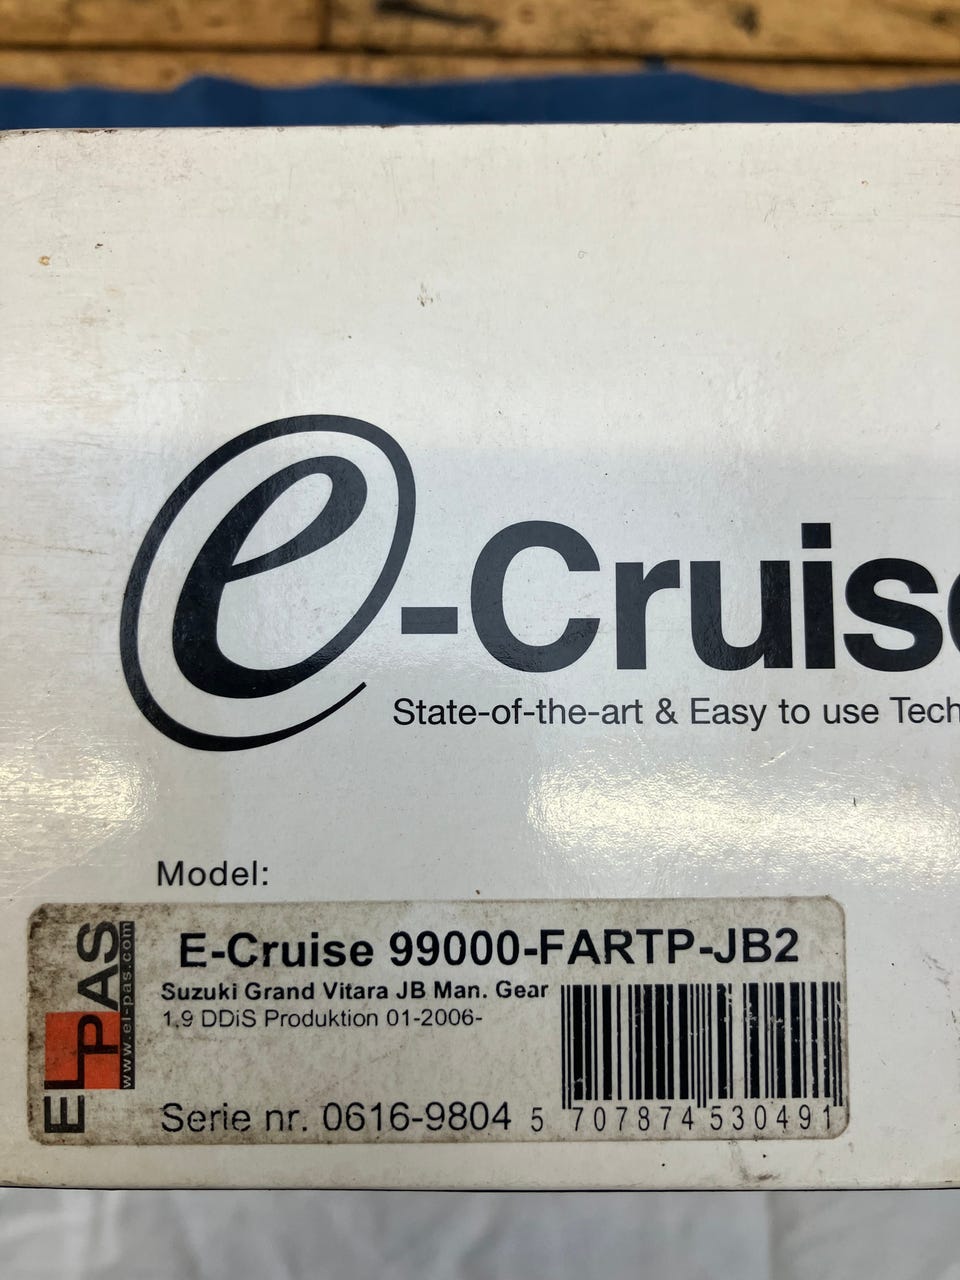 e-Cruise
State-of-the-art & Easy to use Tech
Model:
EL PAS
www.el-pas.com
E-Cruise 99000-FARTP-JB2
Suzuki Grand Vitara JB Man. Gear
1.9 DDiS Produktion 01-2006-
Serie nr. 0616-9804
5 707874 530491